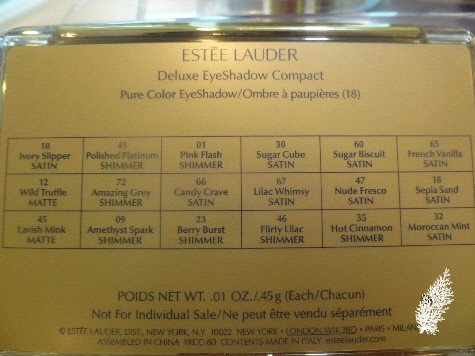 ESTĒE LAUDER
Deluxe EyeShadow Compact
Pure Color EyeShadow/Ombre à paupières (18)
10 43 01 30 60 65
Ivory Slipper Polished Platinum Pink Flash Sugar Cube Sugar Biscuit French Vanilla
SATIN SHIMMER SHIMMER SATIN SATIN SATIN
12 72 66 67 47 18
Wild Truffle Amazing Grey Candy Crave Lilac Whimsy Nude Fresco Sepia Sand
MATTE SHIMMER SATIN SATIN SATIN SATIN
45 09 23 46 35 32
Lavish Mink Amethyst Spark Berry Burst Flirty Lilac Hot Cinnamon Moroccan Mint
MATTE SHIMMER SHIMMER SHIMMER SHIMMER SATIN
POIDS NET WT. .01 OZ./.45g (Each/Chacun)
Not For Individual Sale/Ne peut être vendu séparément
© ESTĒE LAUDER, DIST., NEW YORK, N.Y. 10022 NEW YORK • LONDON W1K 3BQ • PARIS •
ASSEMBLED IN CHINA YKCC-80 CONTENTS MADE IN ITALY esteelauder.com